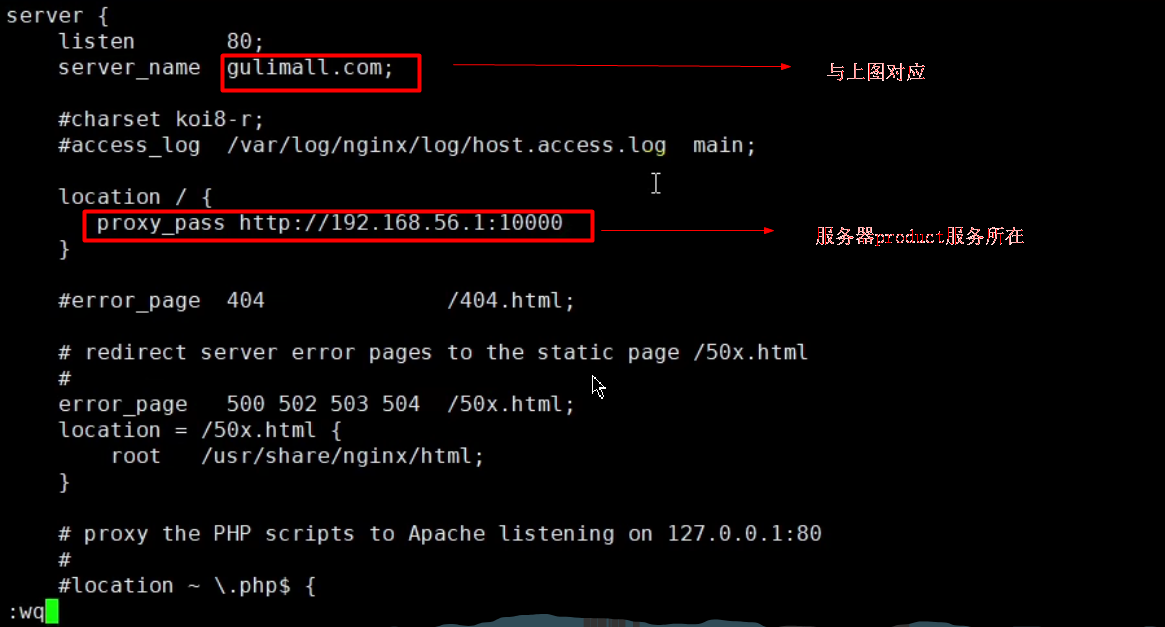 server {
    listen       80;
    server_name  gulimall.com;    与上图对应
    #charset koi8-r;
    #access_log  /var/log/nginx/log/host.access.log  main;
    location / {
       proxy_pass http://192.168.56.1:10000    服务器product服务所在
    }
    #error_page  404              /404.html;
    # redirect server error pages to the static page /50x.html
    #
    error_page   500 502 503 504  /50x.html;
    location = /50x.html {
        root   /usr/share/nginx/html;
    }
    # proxy the PHP scripts to Apache listening on 127.0.0.1:80
    #
    #location ~ \.php$ {
:wq